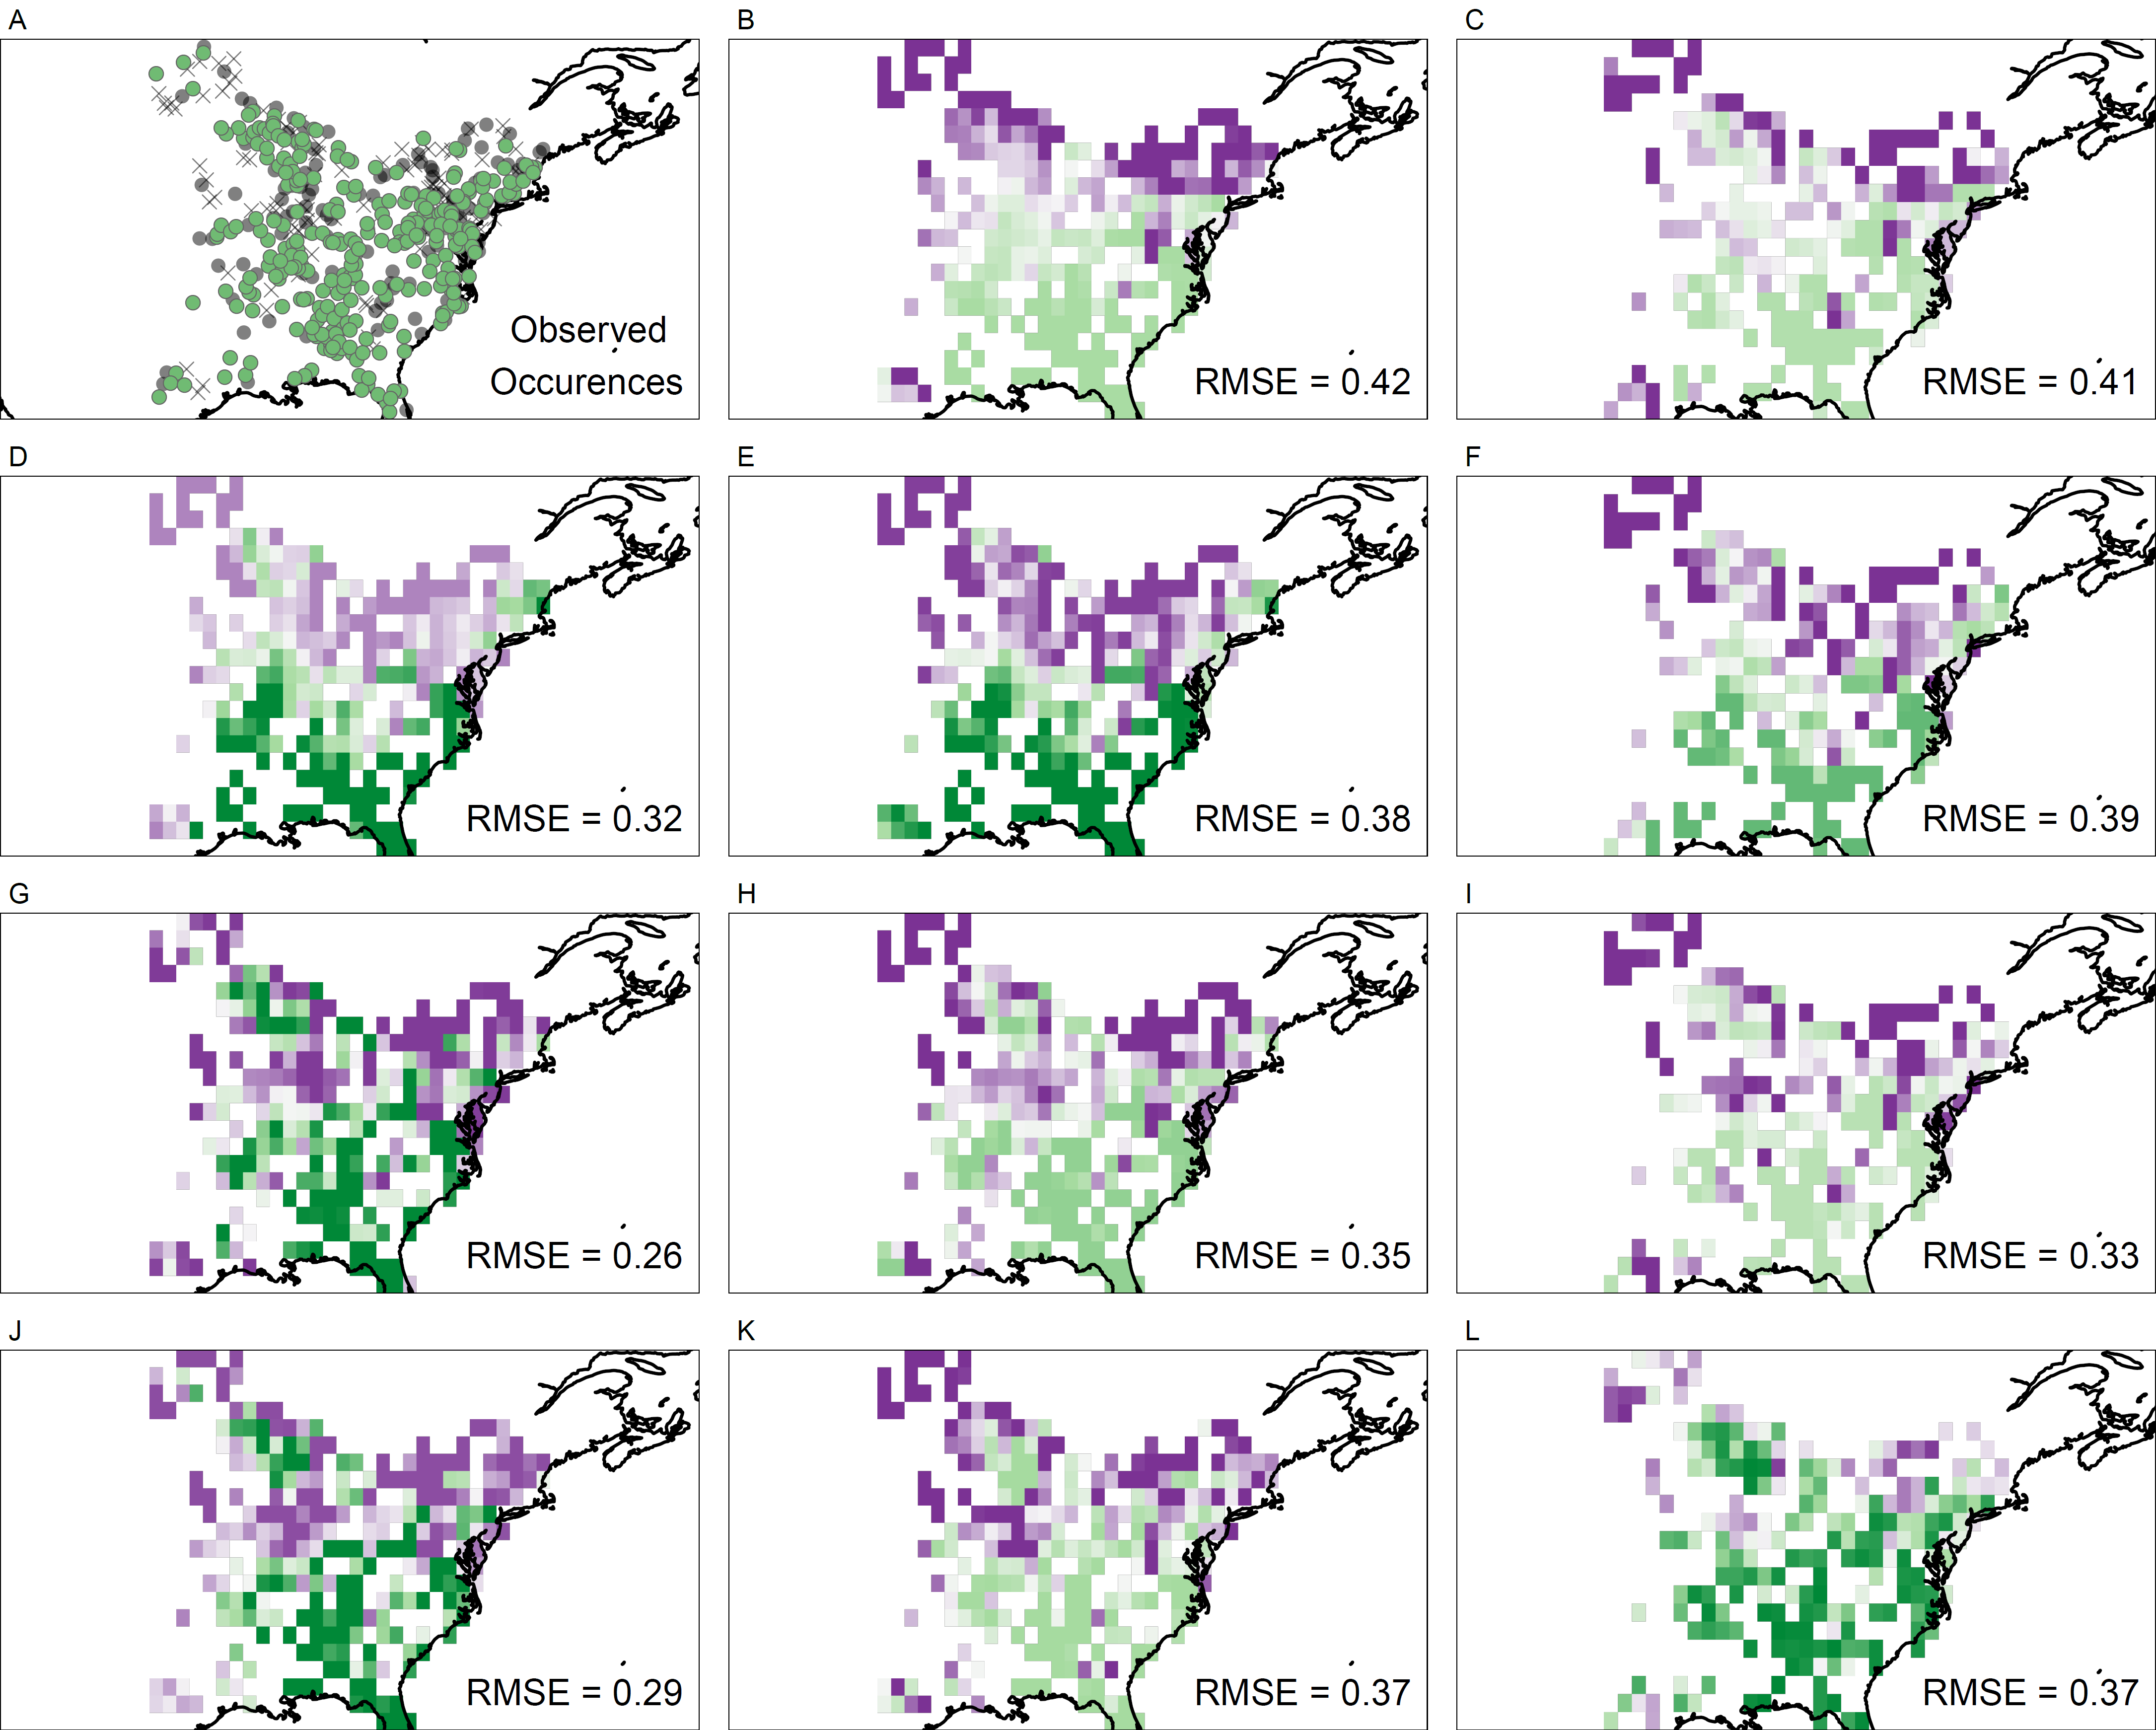 A
B
C
Observed
Occurences
RMSE = 0.42
RMSE = 0.41
D
E
F
RMSE = 0.32
RMSE = 0.38
RMSE = 0.39
G
H
I
RMSE = 0.26
RMSE = 0.35
RMSE = 0.33
J
K
L
RMSE = 0.29
RMSE = 0.37
RMSE = 0.37